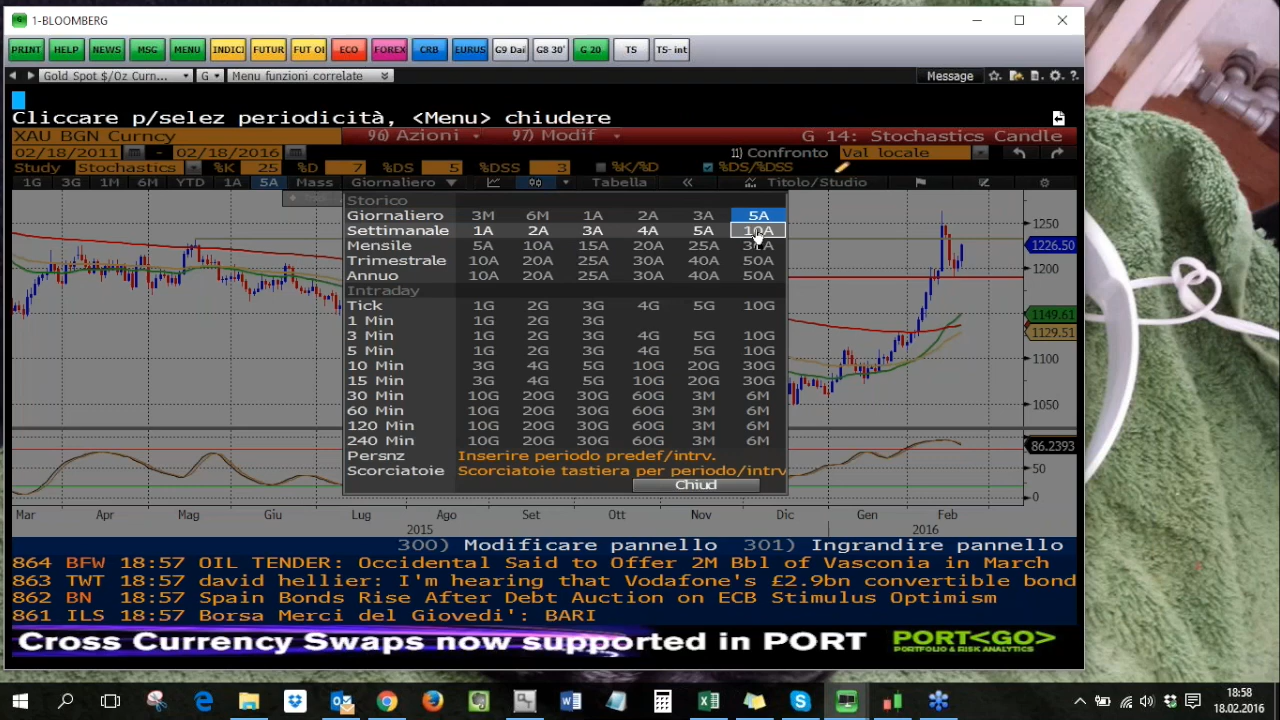 1-BLOOMBERG
PRINT HELP NEWS MSG MENU INDICI FUTUR FUT OI ECO FOREX CRB EURUS G9 Dai G8 30' G 20 TS TS- int
Gold Spot $/Oz Curn... G Menu funzioni correlate Message
Cliccare p/selez periodicità, <Menu> chiudere
XAU BGN Curncy 96) Azioni 97) Modif G 14: Stochastics Candle
02/18/2011 - 02/18/2016 11) Confronto Val locale
Study Stochastics %K 25 %D 7 %DS 5 %DSS 3 %K/%D %DS/%DSS
1G 3G 1M 6M YTD 1A 5A Mass Giornaliero Tabella « Titolo/Studio
Storico
Giornaliero 3M 6M 1A 2A 3A 5A
Settimanale 1A 2A 3A 4A 5A 10A
Mensile 5A 10A 15A 20A 25A 30A
Trimestrale 10A 20A 25A 30A 40A 50A
Annuo 10A 20A 25A 30A 40A 50A
Intraday
Tick 1G 2G 3G 4G 5G 10G
1 Min 1G 2G 3G
3 Min 1G 2G 3G 4G 5G 10G
5 Min 1G 2G 3G 4G 5G 10G
10 Min 3G 4G 5G 10G 20G 30G
15 Min 3G 4G 5G 10G 20G 30G
30 Min 10G 20G 30G 60G 3M 6M
60 Min 10G 20G 30G 60G 3M 6M
120 Min 10G 20G 30G 60G 3M 6M
240 Min 10G 20G 30G 60G 3M 6M
Persnz Inserire periodo predef/intrv.
Scorciatoie Scorciatoie tastiera per periodo/intrv
Chiud
1250
1226.50
1200
1149.61
1129.51
1100
1050
86.2393
50
0
Mar Apr Mag Giu Lug Ago Set Ott Nov Dic Gen Feb
2015 2016
300) Modificare pannello 301) Ingrandire pannello
864 BFW 18:57 OIL TENDER: Occidental Said to Offer 2M Bbl of Vasconia in March
863 TWT 18:57 david hellier: I'm hearing that Vodafone's £2.9bn convertible bond
862 BN 18:57 Spain Bonds Rise After Debt Auction on ECB Stimulus Optimism
861 ILS 18:57 Borsa Merci del Giovedi': BARI
Cross Currency Swaps now supported in PORT PORT<GO>
PORTFOLIO & RISK ANALYTICS
18:58
18.02.2016